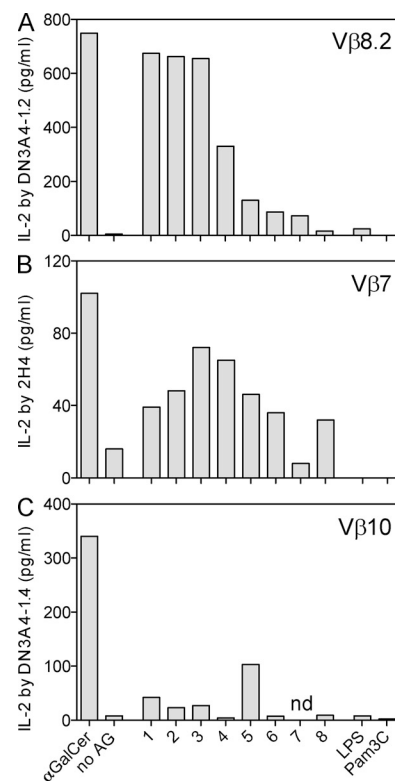 A
Vβ8.2
IL-2 by DN3A4-1.2 (pg/ml)
800
600
400
200
0
B
Vβ7
IL-2 by 2H4 (pg/ml)
120
80
40
0
C
Vβ10
IL-2 by DN3A4-1.4 (pg/ml)
400
300
200
100
0
nd
αGalCer no AG 1 2 3 4 5 6 7 8 LPS Pam3C